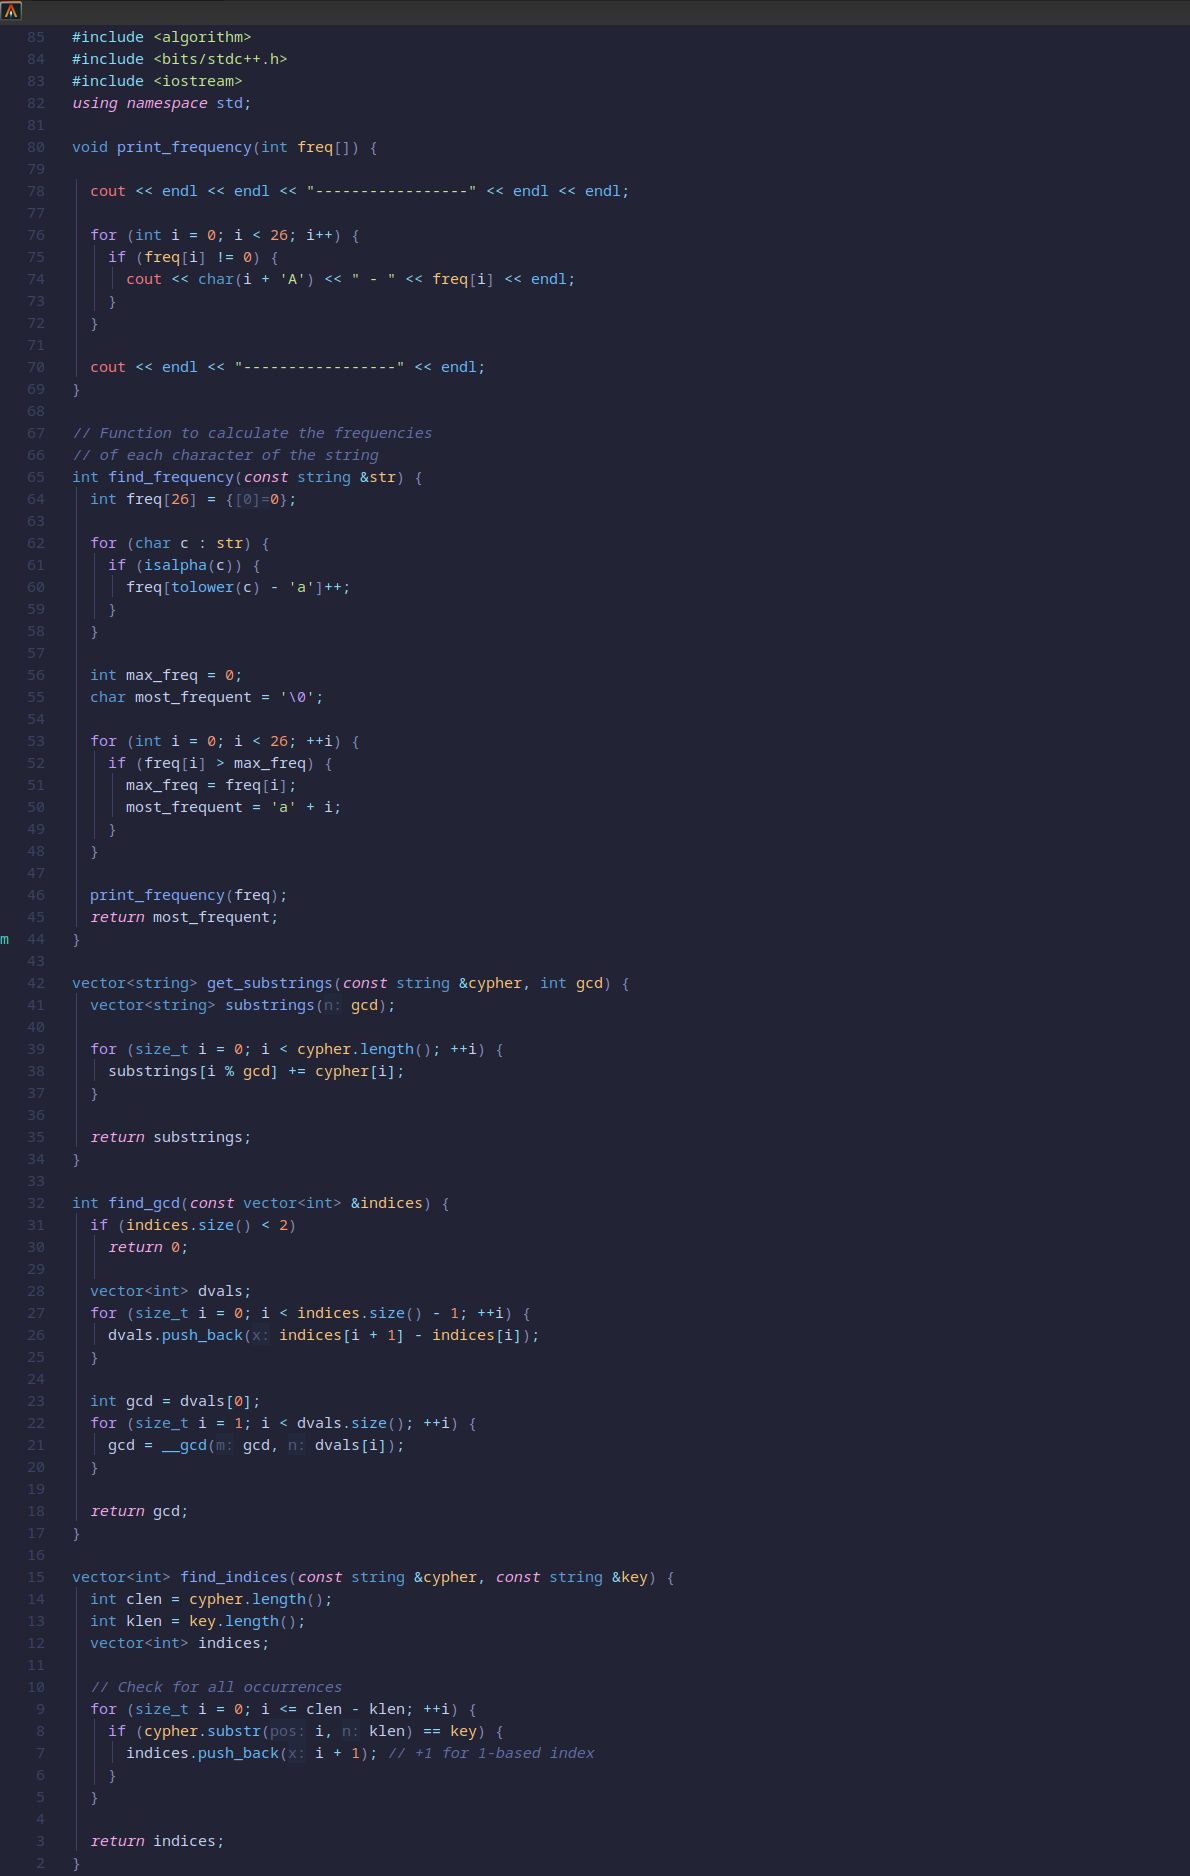 85 #include <algorithm>
84 #include <bits/stdc++.h>
83 #include <iostream>
82 using namespace std;
81
80 void print_frequency(int freq[]) {
79
78   cout << endl << endl << "-----------------" << endl << endl;
77
76   for (int i = 0; i < 26; i++) {
75     if (freq[i] != 0) {
74       cout << char(i + 'A') << " - " << freq[i] << endl;
73     }
72   }
71
70   cout << endl << "-----------------" << endl;
69 }
68
67 // Function to calculate the frequencies
66 // of each character of the string
65 int find_frequency(const string &str) {
64   int freq[26] = {[0]=0};
63
62   for (char c : str) {
61     if (isalpha(c)) {
60       freq[tolower(c) - 'a']++;
59     }
58   }
57
56   int max_freq = 0;
55   char most_frequent = '\0';
54
53   for (int i = 0; i < 26; ++i) {
52     if (freq[i] > max_freq) {
51       max_freq = freq[i];
50       most_frequent = 'a' + i;
49     }
48   }
47
46   print_frequency(freq);
45   return most_frequent;
m 44 }
43
42 vector<string> get_substrings(const string &cypher, int gcd) {
41   vector<string> substrings(n: gcd);
40
39   for (size_t i = 0; i < cypher.length(); ++i) {
38     substrings[i % gcd] += cypher[i];
37   }
36
35   return substrings;
34 }
33
32 int find_gcd(const vector<int> &indices) {
31   if (indices.size() < 2)
30     return 0;
29
28   vector<int> dvals;
27   for (size_t i = 0; i < indices.size() - 1; ++i) {
26     dvals.push_back(x: indices[i + 1] - indices[i]);
25   }
24
23   int gcd = dvals[0];
22   for (size_t i = 1; i < dvals.size(); ++i) {
21     gcd = __gcd(m: gcd, n: dvals[i]);
20   }
19
18   return gcd;
17 }
16
15 vector<int> find_indices(const string &cypher, const string &key) {
14   int clen = cypher.length();
13   int klen = key.length();
12   vector<int> indices;
11
10   // Check for all occurrences
9   for (size_t i = 0; i <= clen - klen; ++i) {
8     if (cypher.substr(pos: i, n: klen) == key) {
7       indices.push_back(x: i + 1); // +1 for 1-based index
6     }
5   }
4
3   return indices;
2 }